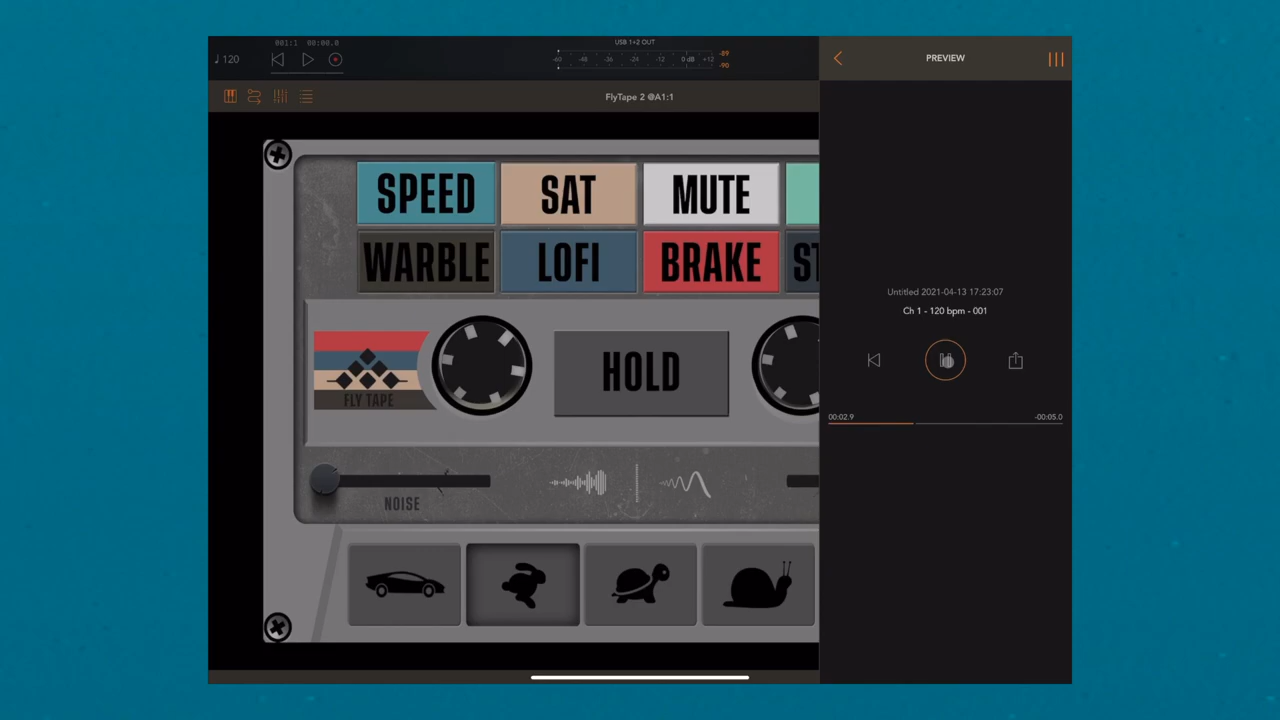 001:1 00:00.0
♩ 120
USB 1+2 OUT
-60 -48 -36 -24 -12 0 dB +12
-89
-90
PREVIEW
FlyTape 2 @A1:1
SPEED SAT MUTE
WARBLE LOFI BRAKE ST
Untitled 2021-04-13 17:23:07
Ch 1 - 120 bpm - 001
HOLD
FLY TAPE
00:02.9 -00:05.0
NOISE